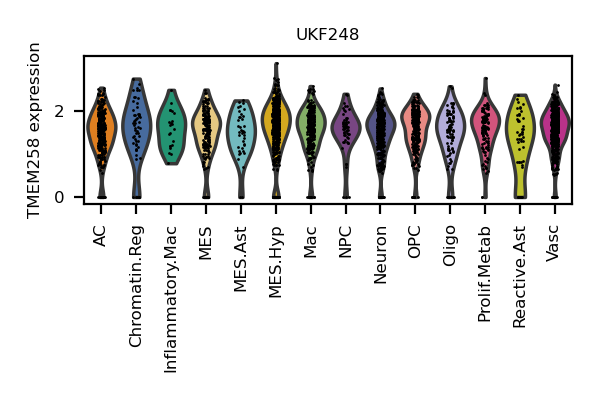 UKF248
TMEM258 expression
2
0
AC
Chromatin.Reg
Inflammatory.Mac
MES
MES.Ast
MES.Hyp
Mac
NPC
Neuron
OPC
Oligo
Prolif.Metab
Reactive.Ast
Vasc